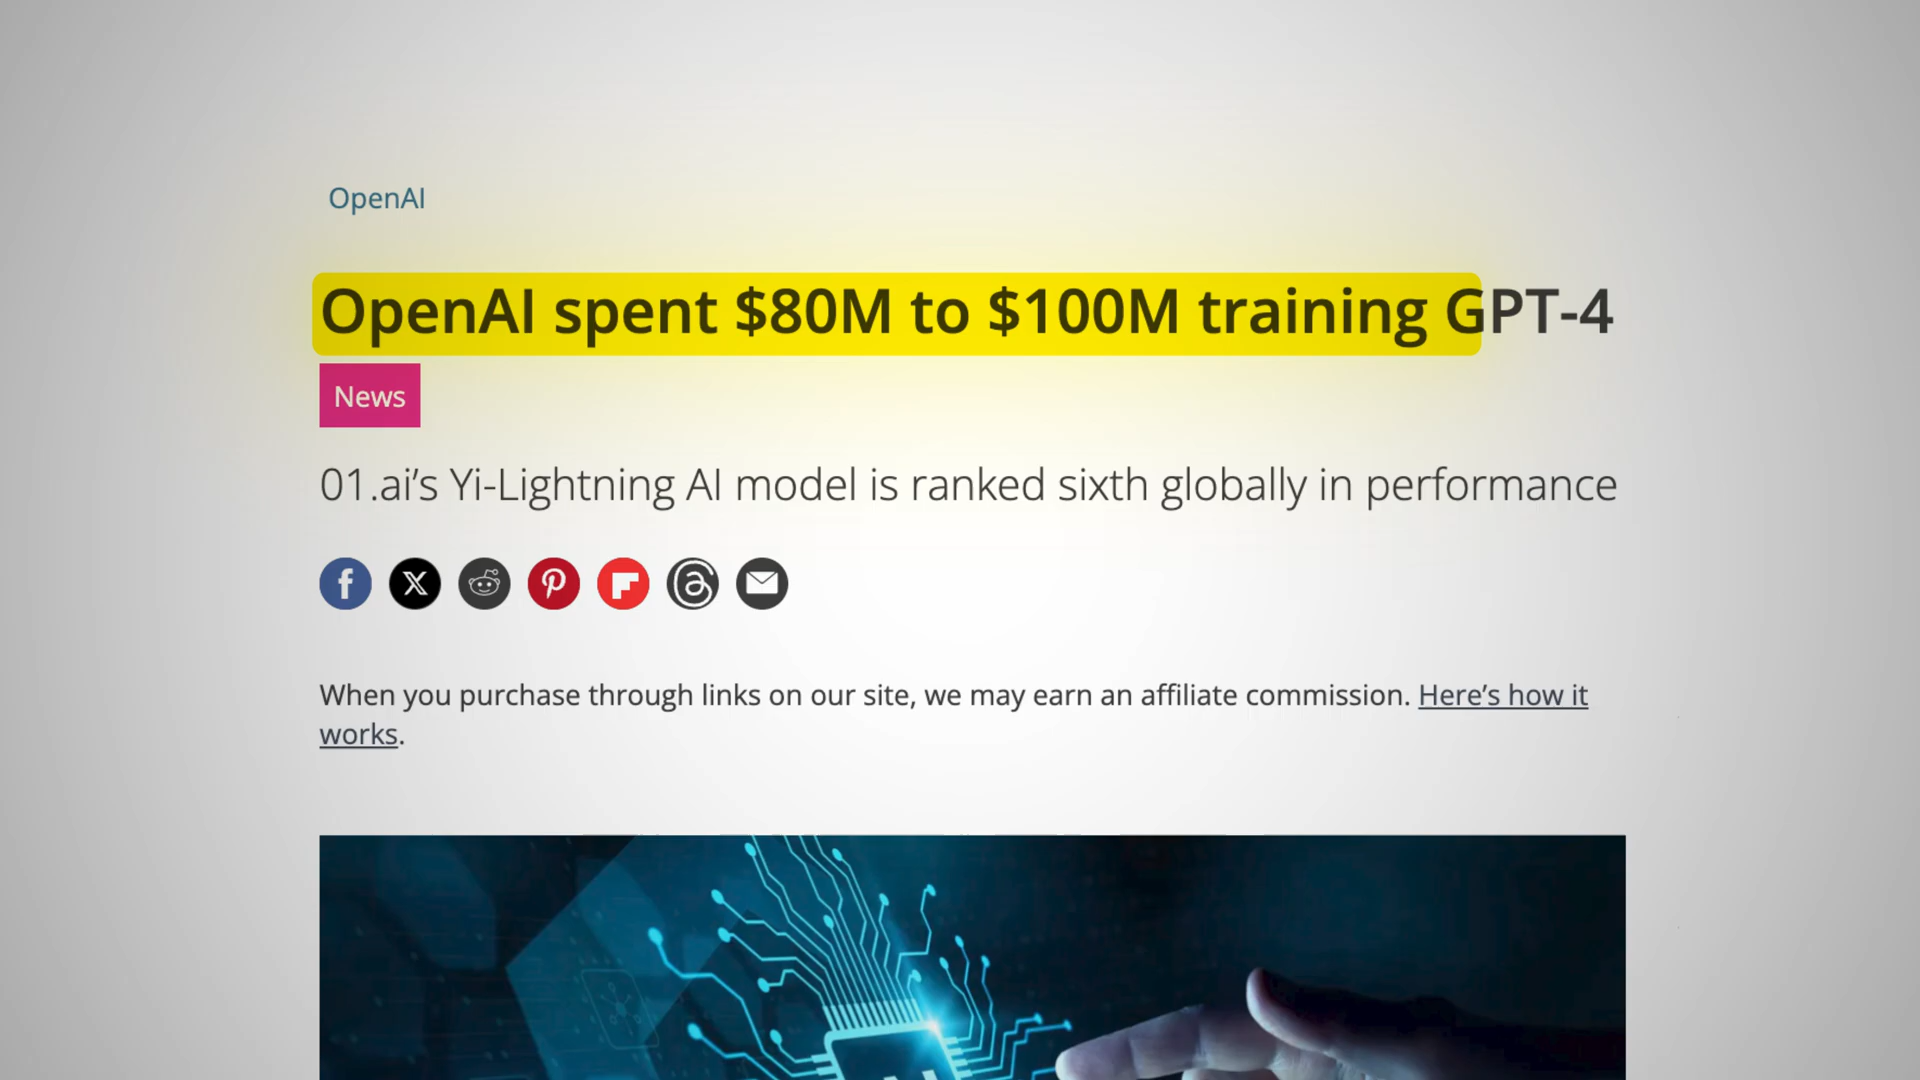 OpenAI
OpenAI spent $80M to $100M training GPT-4
News
01.ai’s Yi-Lightning AI model is ranked sixth globally in performance
When you purchase through links on our site, we may earn an affiliate commission. Here’s how it
works.